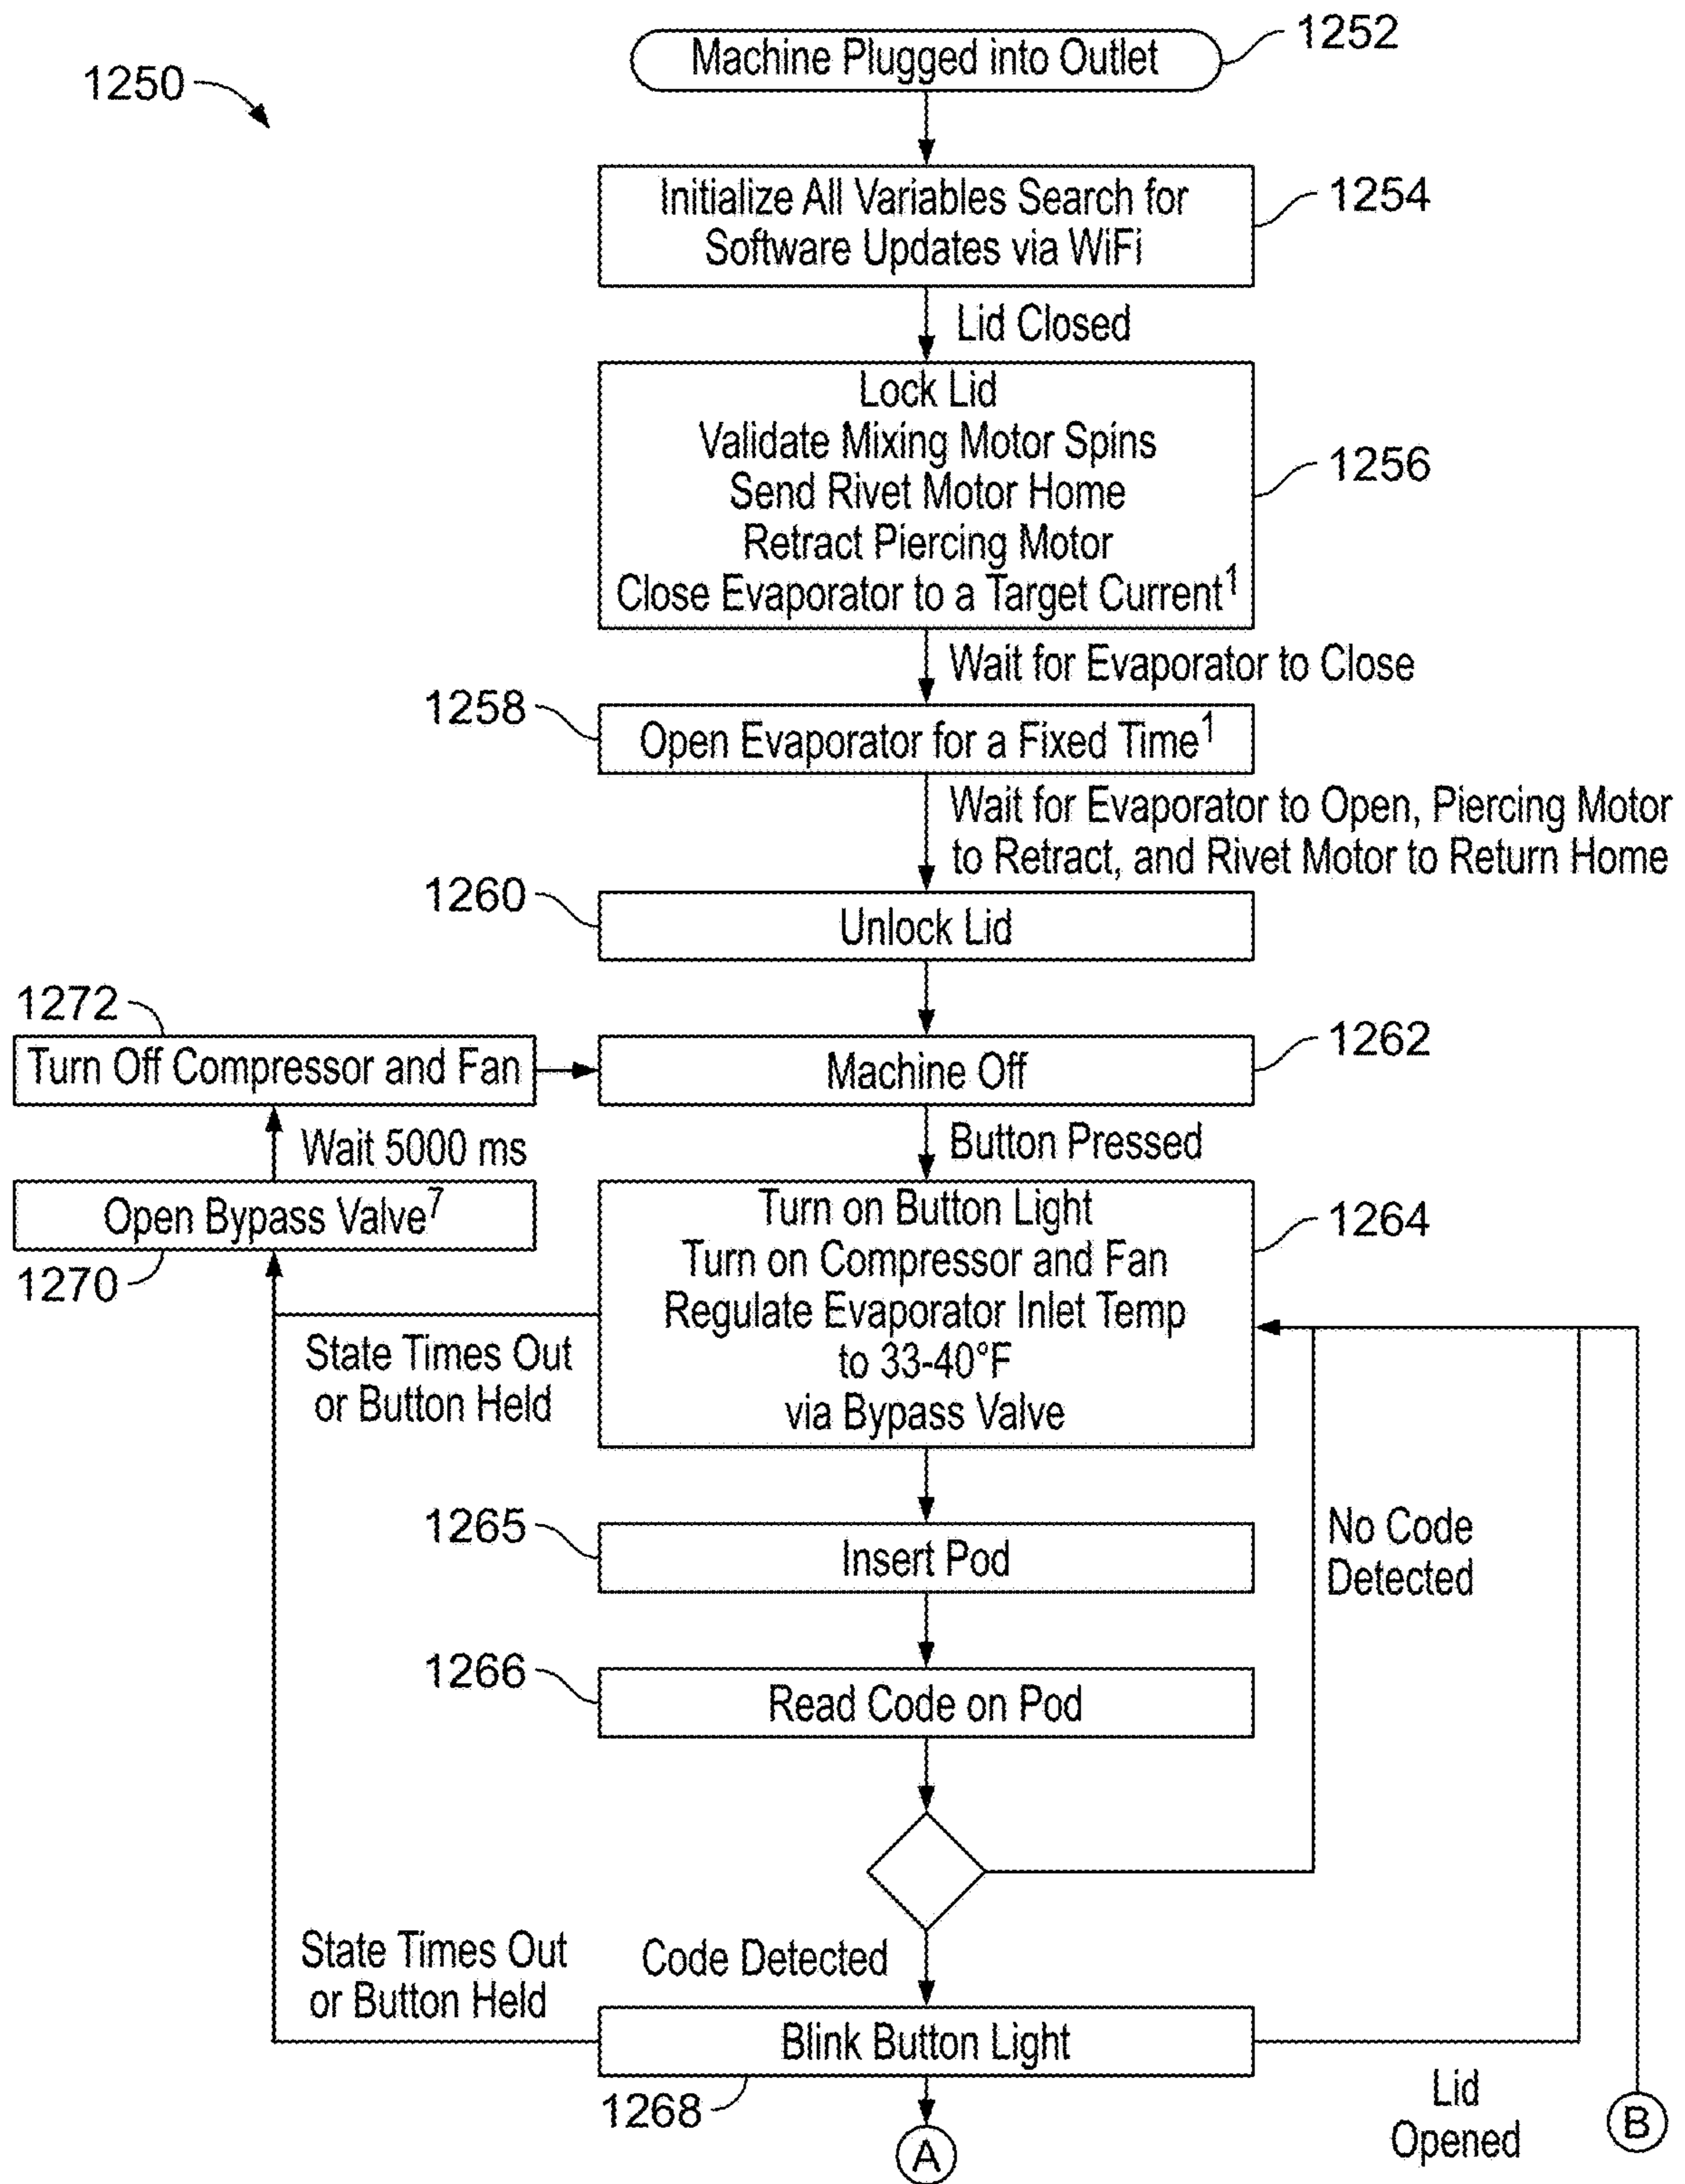 1250
Machine Plugged into Outlet
1252
Initialize All Variables Search for
Software Updates via WiFi
1254
Lid Closed
Lock Lid
Validate Mixing Motor Spins
Send Rivet Motor Home
Retract Piercing Motor
Close Evaporator to a Target Current¹
1256
Wait for Evaporator to Close
1258
Open Evaporator for a Fixed Time¹
Wait for Evaporator to Open, Piercing Motor
to Retract, and Rivet Motor to Return Home
1260
Unlock Lid
1272
Turn Off Compressor and Fan
Machine Off
1262
Wait 5000 ms
Button Pressed
Open Bypass Valve⁷
1270
Turn on Button Light
Turn on Compressor and Fan
Regulate Evaporator Inlet Temp
to 33-40°F
via Bypass Valve
1264
State Times Out
or Button Held
1265
Insert Pod
No Code
Detected
1266
Read Code on Pod
State Times Out
or Button Held
Code Detected
Blink Button Light
1268
Lid
Opened
A
B